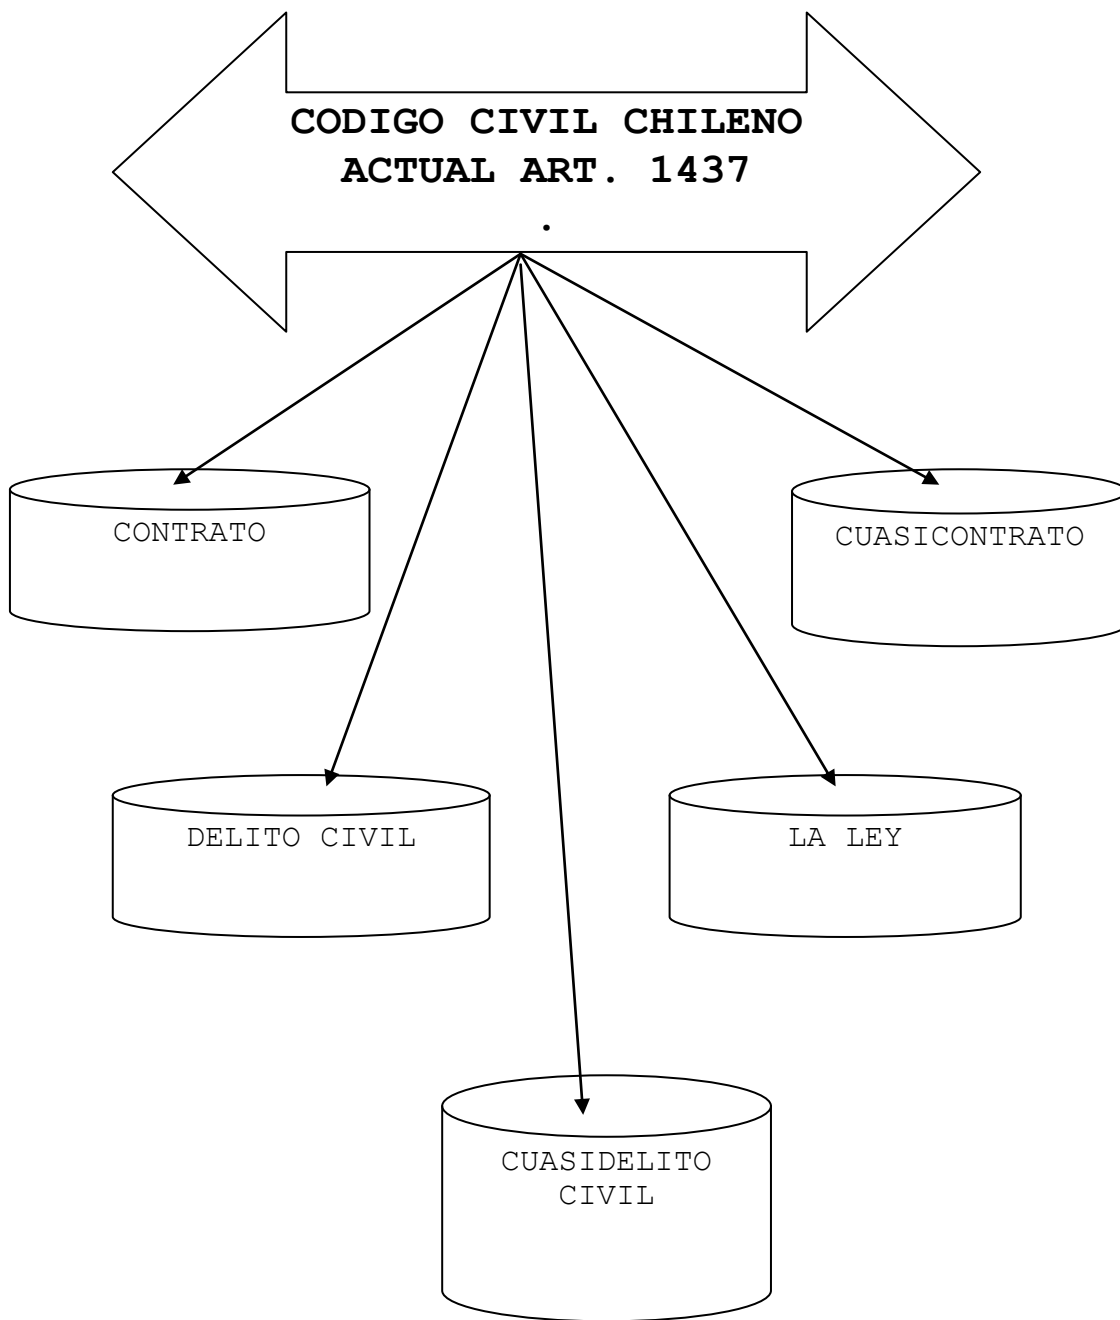 CODIGO CIVIL CHILENO
ACTUAL ART. 1437
.
CONTRATO
CUASICONTRATO
DELITO CIVIL
LA LEY
CUASIDELITO
CIVIL